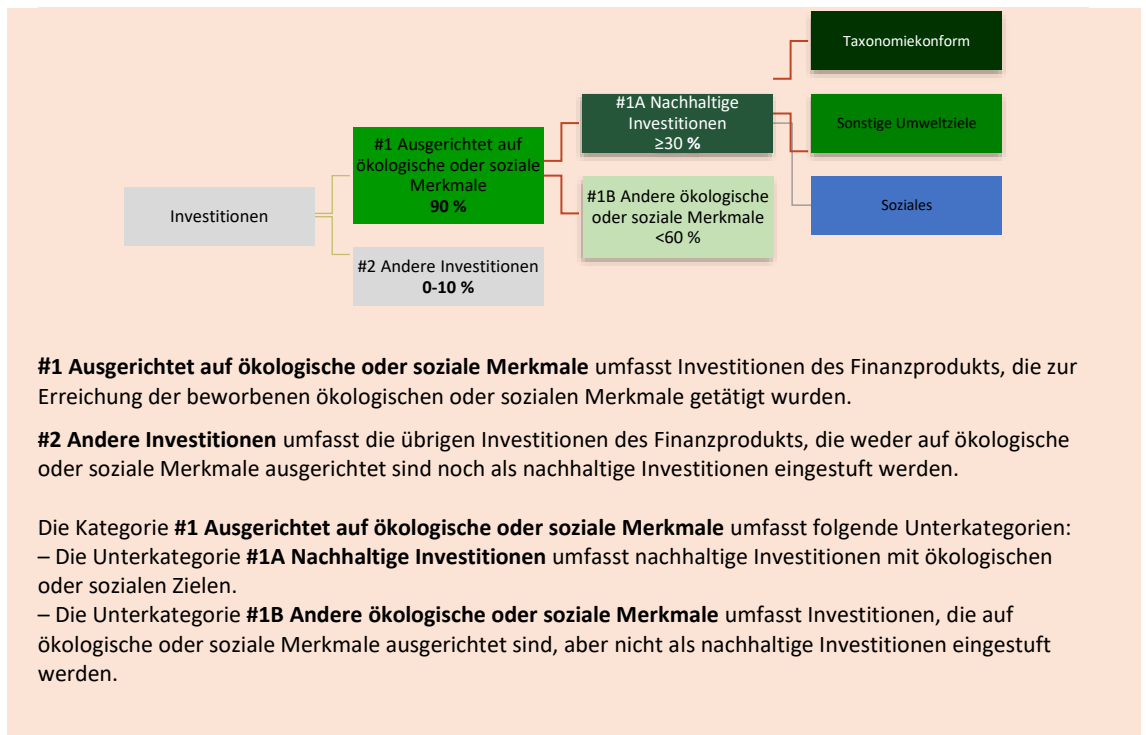 Taxonomiekonform
#1A Nachhaltige
Investitionen
≥30 %
Sonstige Umweltziele
#1 Ausgerichtet auf
ökologische oder soziale
Merkmale
90 %
#1B Andere ökologische
oder soziale Merkmale
<60 %
Soziales
Investitionen
#2 Andere Investitionen
0-10 %
#1 Ausgerichtet auf ökologische oder soziale Merkmale umfasst Investitionen des Finanzprodukts, die zur
Erreichung der beworbenen ökologischen oder sozialen Merkmale getätigt wurden.
#2 Andere Investitionen umfasst die übrigen Investitionen des Finanzprodukts, die weder auf ökologische
oder soziale Merkmale ausgerichtet sind noch als nachhaltige Investitionen eingestuft werden.
Die Kategorie #1 Ausgerichtet auf ökologische oder soziale Merkmale umfasst folgende Unterkategorien:
– Die Unterkategorie #1A Nachhaltige Investitionen umfasst nachhaltige Investitionen mit ökologischen
oder sozialen Zielen.
– Die Unterkategorie #1B Andere ökologische oder soziale Merkmale umfasst Investitionen, die auf
ökologische oder soziale Merkmale ausgerichtet sind, aber nicht als nachhaltige Investitionen eingestuft
werden.